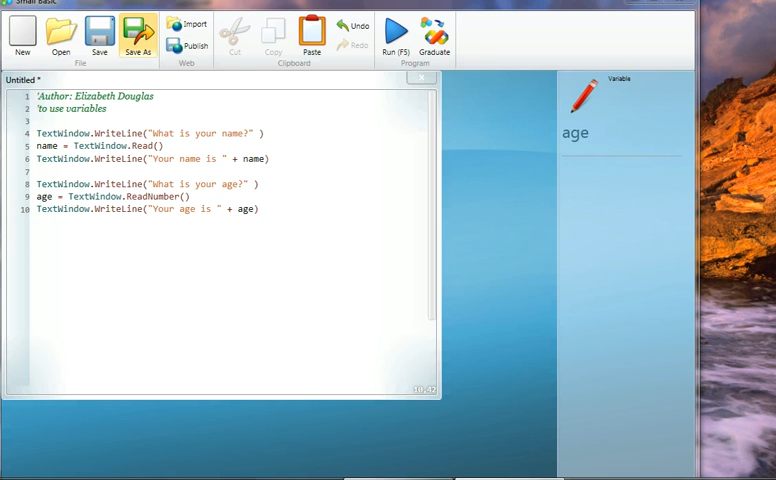 Small Basic
New
Open
Save
Save As
File
Import
Publish
Web
Cut
Copy
Paste
Undo
Redo
Clipboard
Run (F5)
Graduate
Program
Untitled *
x
1 'Author: Elizabeth Douglas
2 'to use variables
3
4 TextWindow.WriteLine("What is your name?" )
5 name = TextWindow.Read()
6 TextWindow.WriteLine("Your name is " + name)
7
8 TextWindow.WriteLine("What is your age?" )
9 age = TextWindow.ReadNumber()
10 TextWindow.WriteLine("Your age is " + age)
10,42
Variable
age